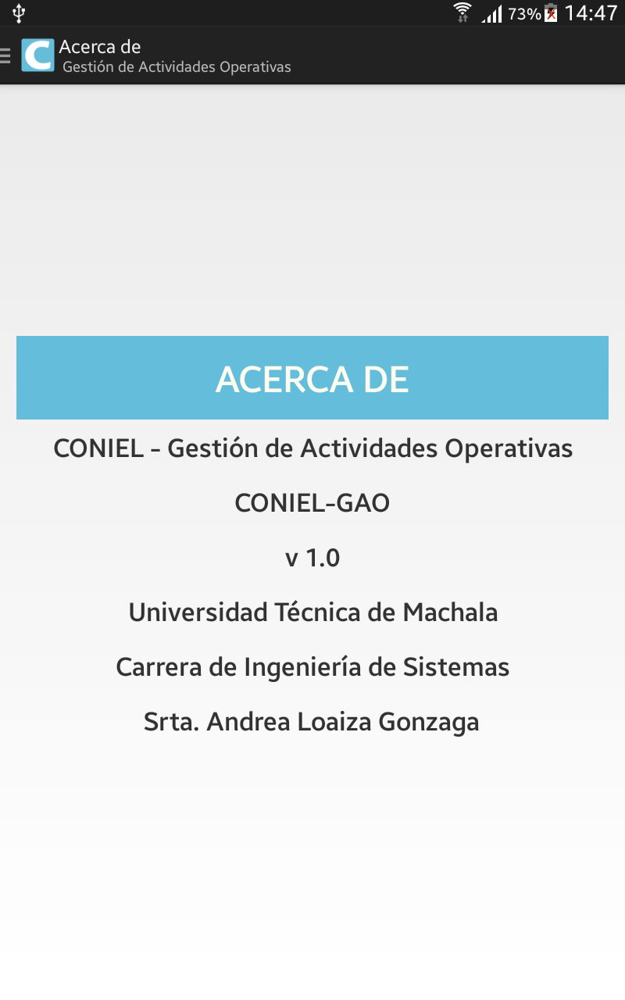 73% 14:47
Acerca de
Gestión de Actividades Operativas
ACERCA DE
CONIEL - Gestión de Actividades Operativas
CONIEL-GAO
v 1.0
Universidad Técnica de Machala
Carrera de Ingeniería de Sistemas
Srta. Andrea Loaiza Gonzaga